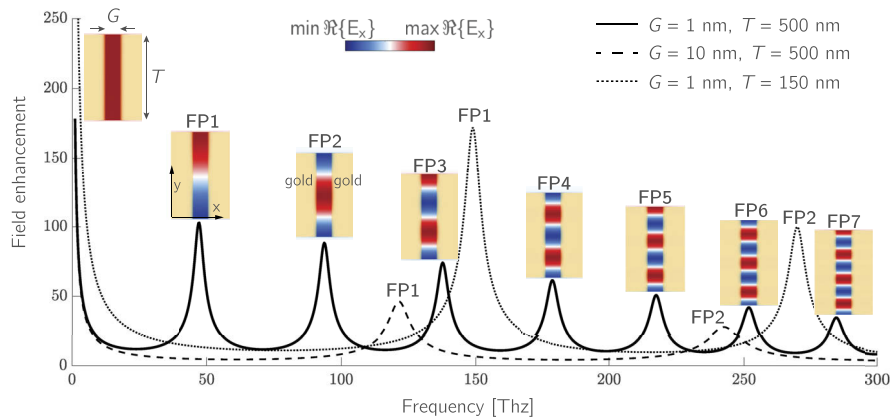 G
T
min ℜ{Eₓ} max ℜ{Eₓ}
G = 1 nm, T = 500 nm
G = 10 nm, T = 500 nm
G = 1 nm, T = 150 nm
Field enhancement
250
200
150
100
50
0
FP1
y
x
FP2
gold gold
FP3
FP1
FP4
FP5
FP6
FP2
FP7
FP1
FP2
0 50 100 150 200 250 300
Frequency [Thz]